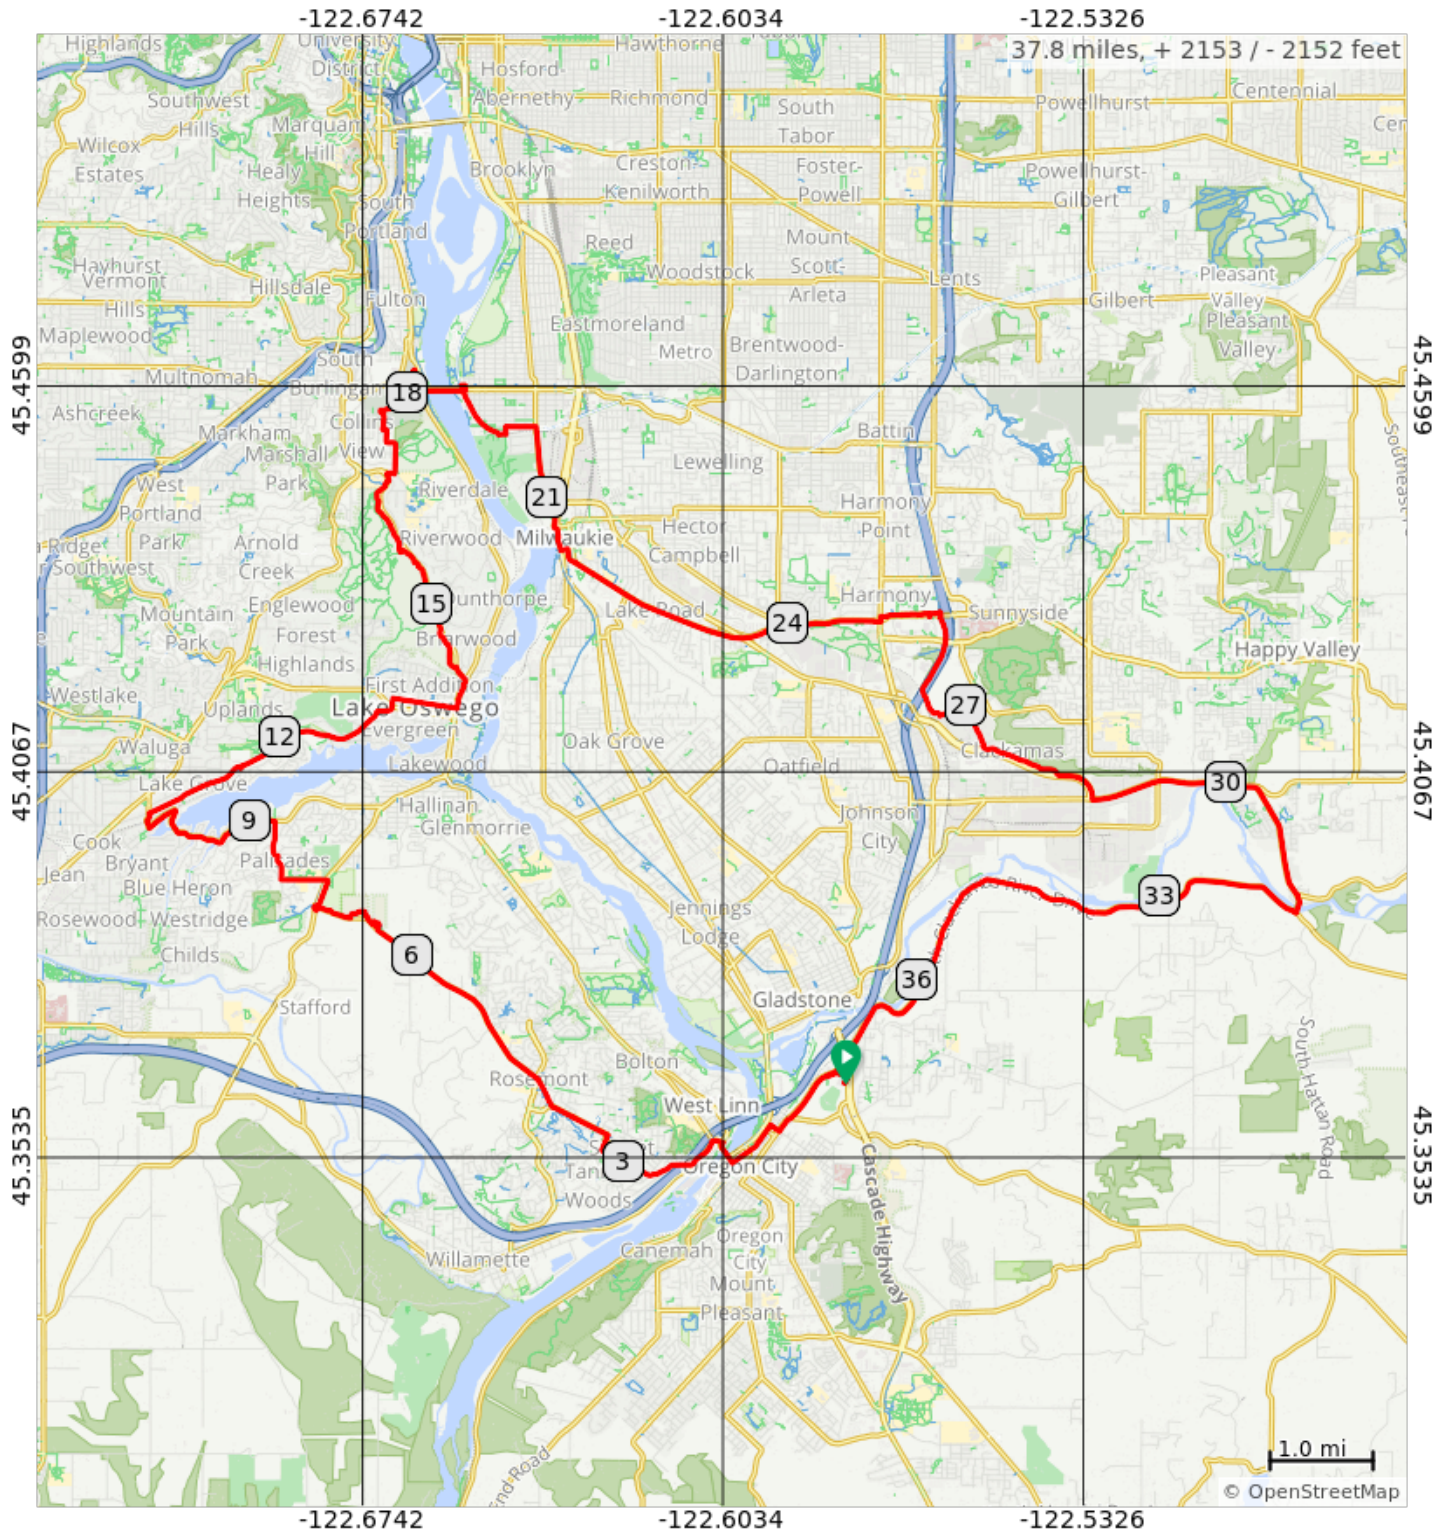 -122.6742
-122.6034
-122.5326
37.8 miles, + 2153 / - 2152 feet
Highlands
University
District
Hawthorne
Hosford-
Abernethy
Richmond
South
Tabor
Powellhurst
Centennial
Southwest
Hills
Marquam
Hill
Wilcox
Estates
Healy
Heights
Brooklyn
Creston-
Kenilworth
Foster-
Powell
Powellhurst-
Gilbert
South
Portland
Reed
Mount
Scott-
Arleta
Hayhurst
Vermont
Hills
Hillsdale
Woodstock
Lents
Pleasant
Valley
Pleasant
Valley
Gilbert
Fulton
Maplewood
Eastmoreland
Metro
Brentwood-
Darlington
South
Burlingam
Multnomah
45.4599
45.4599
18
Ashcreek
Collins
View
Markham
Marshall
Park
Battin
Lewelling
West
Portland
Park
Riverdale
21
Harmony
Point
Milwaukie
Hector
Campbell
a Ridge
r Southwest
Arnold
Creek
Riverwood
15
Dunthorpe
Lake Road
24
Harmony
Sunnyside
Mountain
Park
Englewood
Forest
Briarwood
Highlands
Happy Valley
Westlake
Uplands
First Addition
Lake Oswego
Evergreen
27
12
Waluga
Oak Grove
Clackamas
Lakewood
Oatfield
45.4067
45.4067
Lake Grove
30
Hallinan
Glenmorrie
Johnson
City
9
Cook
Bryant
Jean
Palisades
Blue Heron
33
Rosewood
Westridge
Jennings
Lodge
Childs
6
36
Stafford
Gladstone
Bolton
Rosemont
West Linn
South Hattan Road
45.3535
45.3535
3
Oregon City
Tan
Woods
Cascade Highway
Willamette
Canemah
Oregon
City
Mount
Pleasant
End Road
1.0 mi
© OpenStreetMap
-122.6742
-122.6034
-122.5326